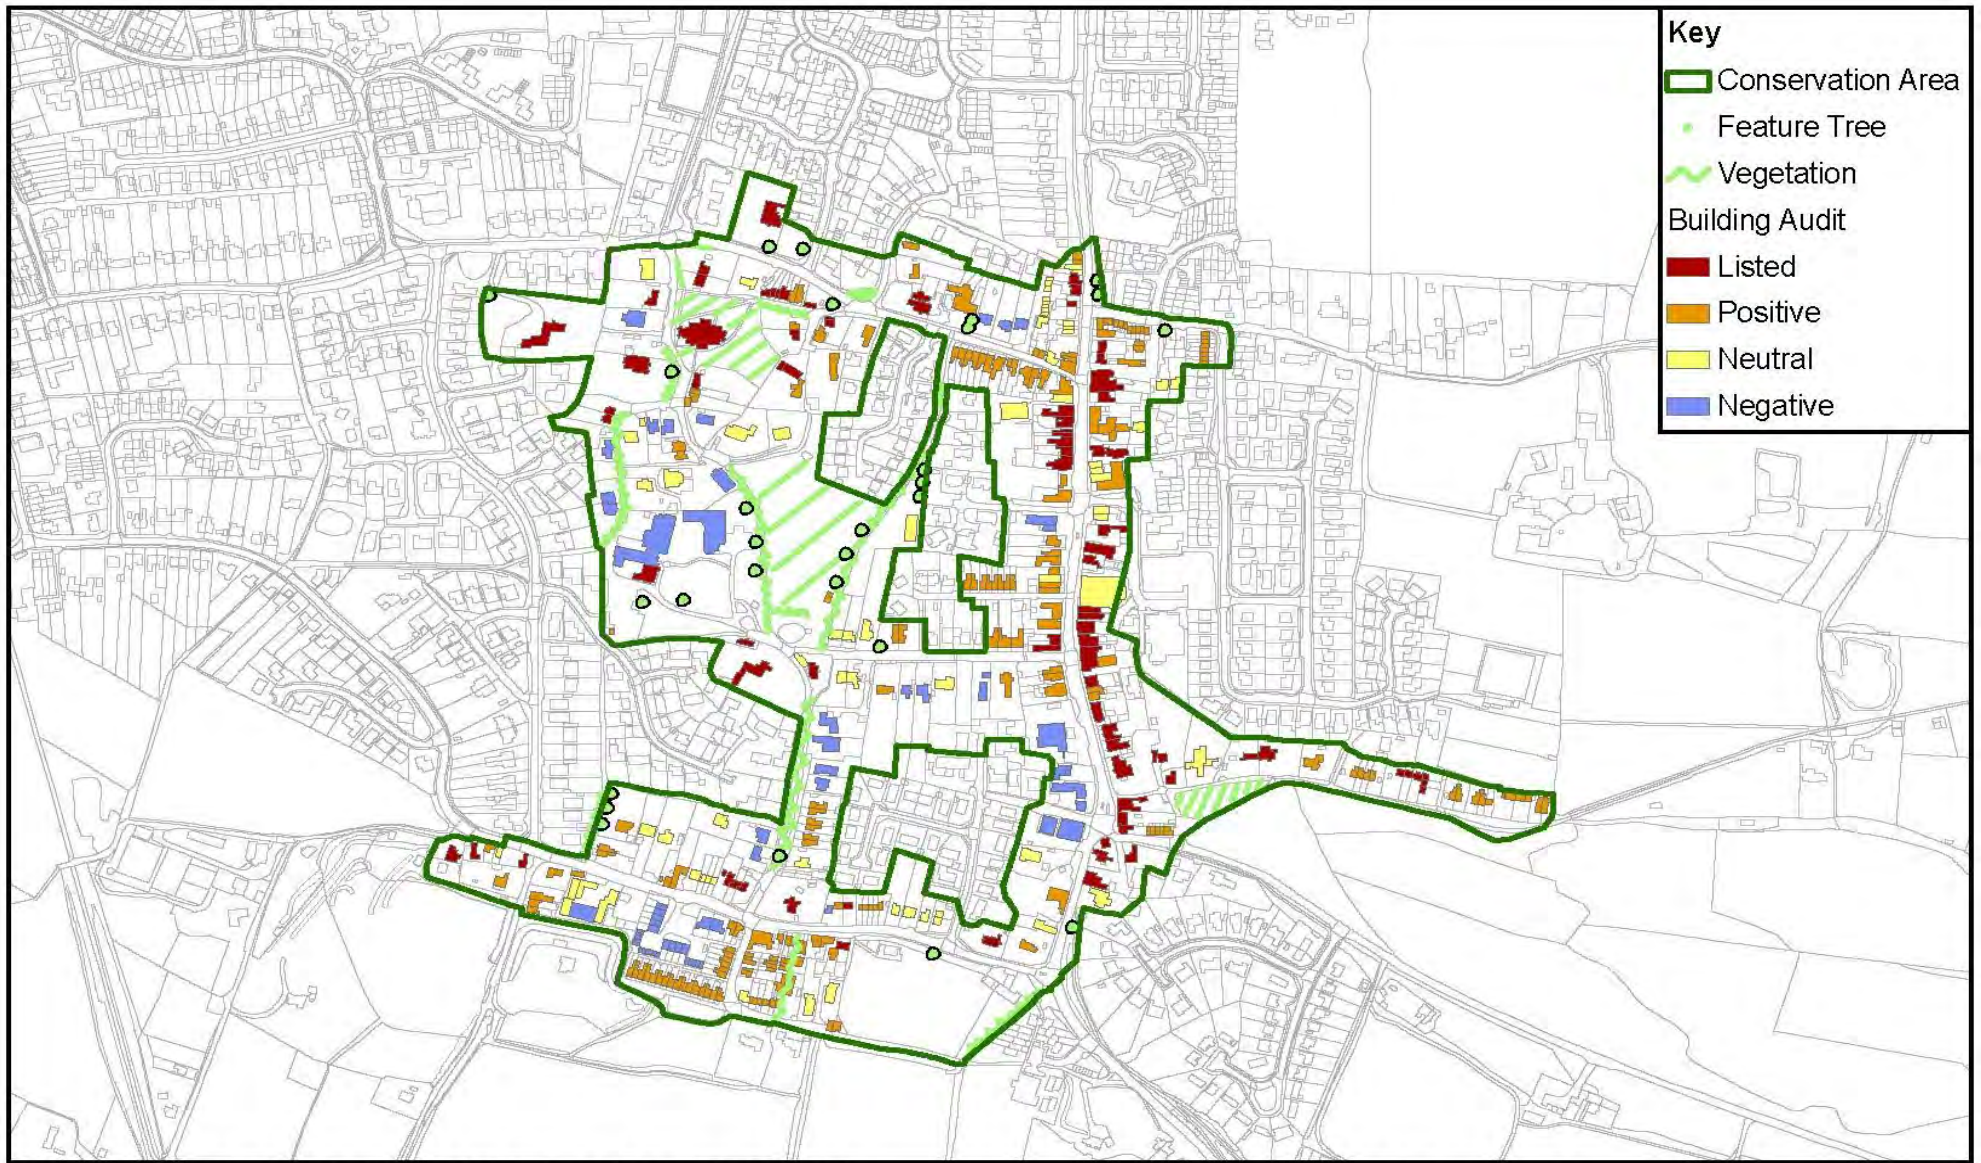 Key
Conservation Area
Feature Tree
Vegetation
Building Audit
Listed
Positive
Neutral
Negative